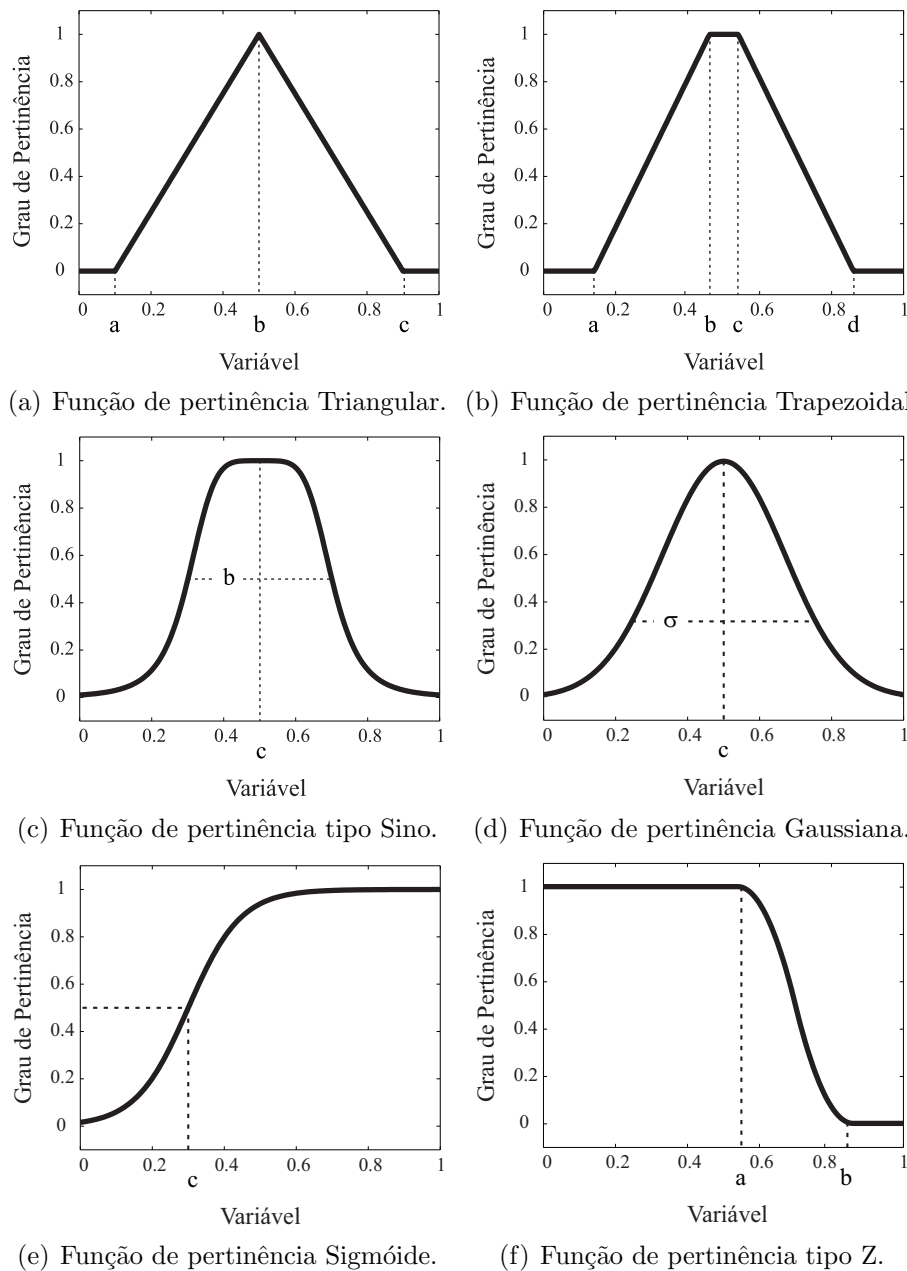 Grau de Pertinência
1
0.8
0.6
0.4
0.2
0
0 0.2 0.4 0.6 0.8 1
a b c
Variável
(a) Função de pertinência Triangular.
Grau de Pertinência
1
0.8
0.6
0.4
0.2
0
0 0.2 0.4 0.6 0.8 1
a b c d
Variável
(b) Função de pertinência Trapezoidal
Grau de Pertinência
1
0.8
0.6
0.4
0.2
0
b
0 0.2 0.4 0.6 0.8 1
c
Variável
(c) Função de pertinência tipo Sino.
Grau de Pertinência
1
0.8
0.6
0.4
0.2
0
σ
0 0.2 0.4 0.6 0.8 1
c
Variável
(d) Função de pertinência Gaussiana.
Grau de Pertinência
1
0.8
0.6
0.4
0.2
0
0 0.2 0.4 0.6 0.8 1
c
Variável
(e) Função de pertinência Sigmóide.
Grau de Pertinência
1
0.8
0.6
0.4
0.2
0
0 0.2 0.4 0.6 0.8 1
a b
Variável
(f) Função de pertinência tipo Z.